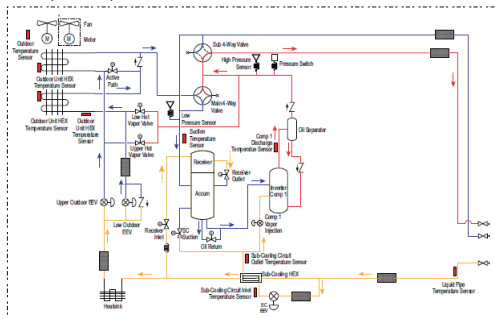 Fan
Motor
M
M
Outdoor
Temperature
Sensor
Sub 4-Way Valve
High Pressure
Sensor
Pressure Switch
Outdoor Unit HEX
Temperature Sensor
Active
Path
Main 4-Way
Valve
Outdoor Unit HEX
Temperature Sensor
Outdoor
Unit HEX
Temperature
Sensor
Low Hot
Vapor Valve
Low
Pressure Sensor
Suction
Temperature
Sensor
Comp 1
Discharge
Temperature Sensor
Oil Separator
Upper Hot
Vapor Valve
Receiver
Receiver
Outlet
Accum
Inverter
Comp 1
Upper Outdoor EEV
Low Outdoor
EEV
Receiver
Inlet
SC
Suction
Oil Return
Comp 1
Vapor
Injection
Sub-Cooling Circuit
Outlet Temperature Sensor
Sub-Cooling HEX
Heatsink
Sub-Cooling Circuit Inlet
Temperature Sensor
SC
EEV
Liquid Pipe
Temperature Sensor